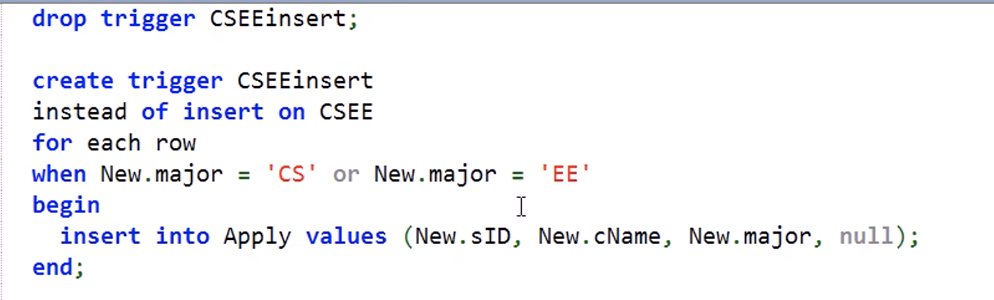 drop trigger CSEEinsert;
create trigger CSEEinsert
instead of insert on CSEE
for each row
when New.major = 'CS' or New.major = 'EE'
begin
insert into Apply values (New.sID, New.cName, New.major, null);
end;